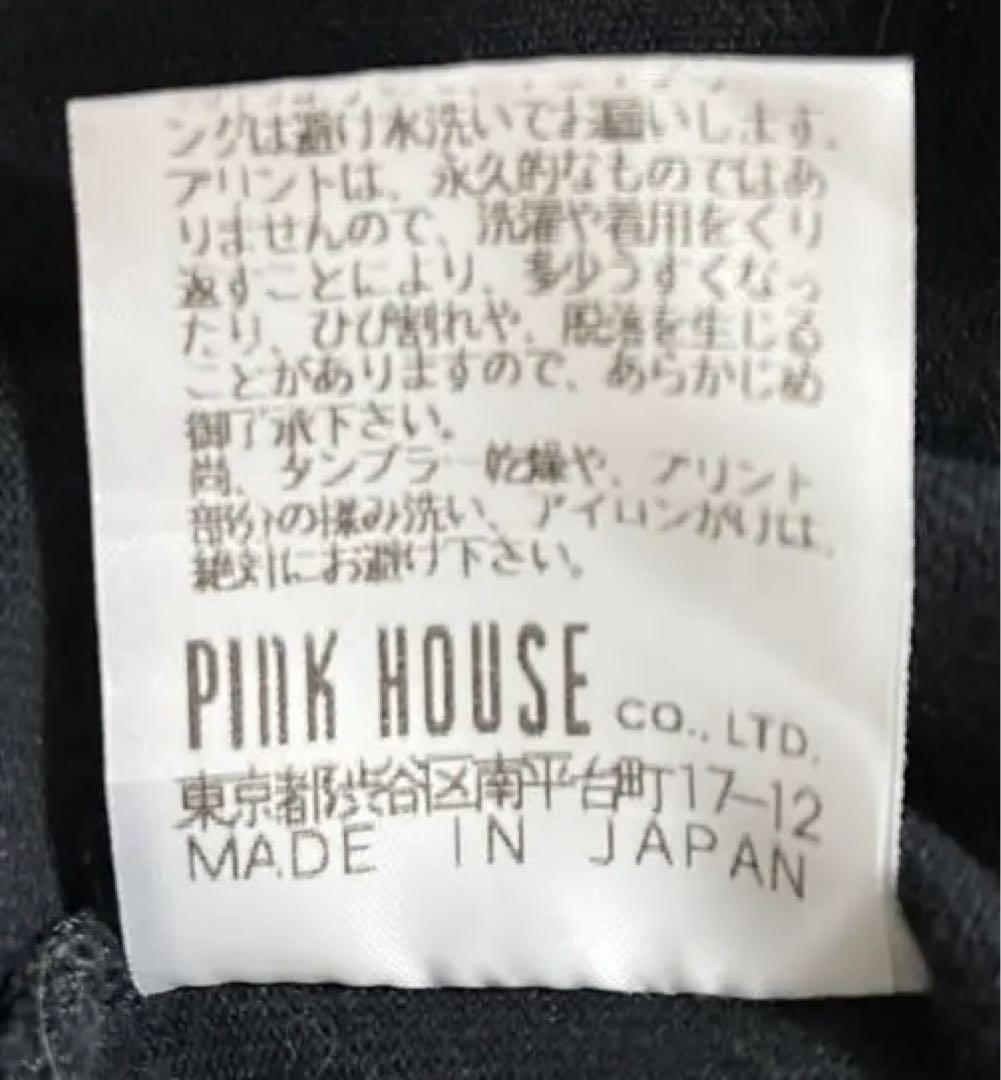 ングは避け水洗いでお願いします。
プリントは、永久的なものではあ
りませんので、洗濯や着用をくり
返すことにより、多少うすくなっ
たり、ひび割れや、脱落を生じる
ことがありますので、あらかじめ
御了承下さい。
尚、タンブラー乾燥や、プリント
部分の揉み洗い、アイロンがけは、
絶対にお避け下さい。
PINK HOUSE CO., LTD.
東京都渋谷区南平台町17-12
MADE IN JAPAN